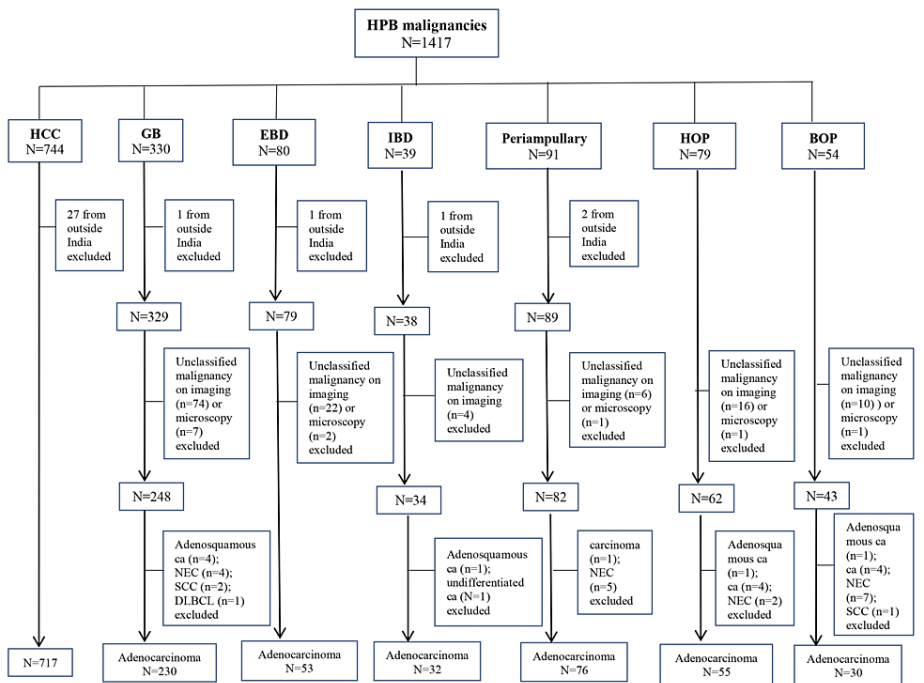 HPB malignancies
N=1417
HCC
N=744
GB
N=330
EBD
N=80
IBD
N=39
Periampullary
N=91
HOP
N=79
BOP
N=54
27 from
outside
India
excluded
1 from
outside
India
excluded
1 from
outside
India
excluded
1 from
outside
India
excluded
2 from
outside
India
excluded
N=329
N=79
N=38
N=89
Unclassified
malignancy on
imaging
(n=74) or
microscopy
(n=7)
excluded
Unclassified
malignancy on
imaging
(n=22) or
microscopy
(n=2)
excluded
Unclassified
malignancy
on imaging
(n=4)
excluded
Unclassified
malignancy on
imaging (n=6)
or microscopy
(n=1)
excluded
Unclassified
malignancy
on imaging
(n=16) or
microscopy
(n=1)
excluded
Unclassified
malignancy
on imaging
(n=10) ) or
microscopy
(n=1)
excluded
N=248
N=34
N=82
N=62
N=43
Adenosquamous
ca (n=4);
NEC (n=4);
SCC (n=2);
DLBCL (n=1)
excluded
Adenosquamous
ca (n=1);
undifferentiated
ca (N=1)
excluded
carcinoma
(n=1);
NEC
(n=5)
excluded
Adenosqua
mous ca
(n=1);
ca (n=4);
NEC (n=2)
excluded
Adenosqua
mous ca
(n=1);
ca (n=4);
NEC
(n=7);
SCC (n=1)
excluded
N=717
Adenocarcinoma
N=230
Adenocarcinoma
N=53
Adenocarcinoma
N=32
Adenocarcinoma
N=76
Adenocarcinoma
N=55
Adenocarcinoma
N=30